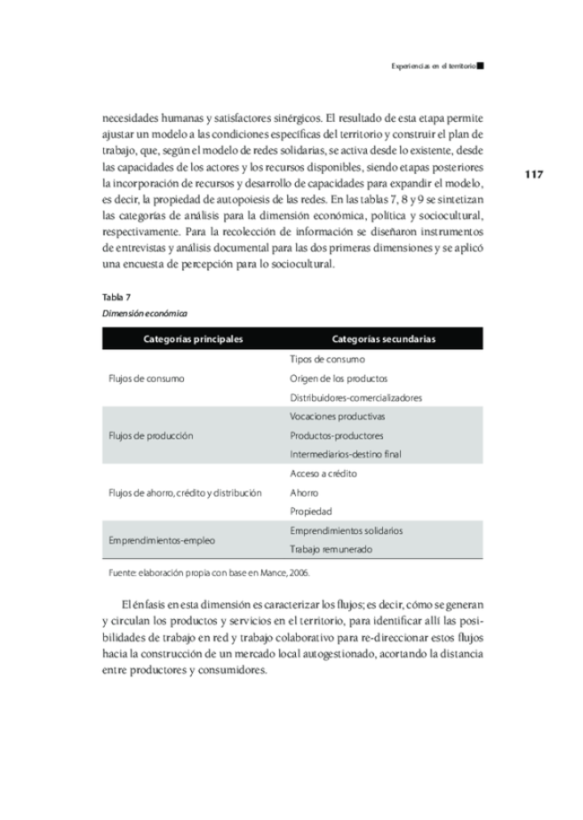 Experiencias en el territorio
117
necesidades humanas y satisfactores sinérgicos. El resultado de esta etapa permite
ajustar un modelo a las condiciones específicas del territorio y construir el plan de
trabajo, que, según el modelo de redes solidarias, se activa desde lo existente, desde
las capacidades de los actores y los recursos disponibles, siendo etapas posteriores
la incorporación de recursos y desarrollo de capacidades para expandir el modelo,
es decir, la propiedad de autopoiesis de las redes. En las tablas 7, 8 y 9 se sintetizan
las categorías de análisis para la dimensión económica, política y sociocultural,
respectivamente. Para la recolección de información se diseñaron instrumentos
de entrevistas y análisis documental para las dos primeras dimensiones y se aplicó
una encuesta de percepción para lo sociocultural.
Tabla 7
Dimensión económica
Categorías principales Categorías secundarias
Tipos de consumo
Flujos de consumo Origen de los productos
Distribuidores-comercializadores
Vocaciones productivas
Flujos de producción Productos-productores
Intermediarios-destino final
Acceso a crédito
Flujos de ahorro, crédito y distribución Ahorro
Propiedad
Emprendimientos solidarios
Emprendimientos-empleo
Trabajo remunerado
Fuente: elaboración propia con base en Mance, 2006.
El énfasis en esta dimensión es caracterizar los flujos; es decir, cómo se generan
y circulan los productos y servicios en el territorio, para identificar allí las posi-
bilidades de trabajo en red y trabajo colaborativo para re-direccionar estos flujos
hacia la construcción de un mercado local autogestionado, acortando la distancia
entre productores y consumidores.